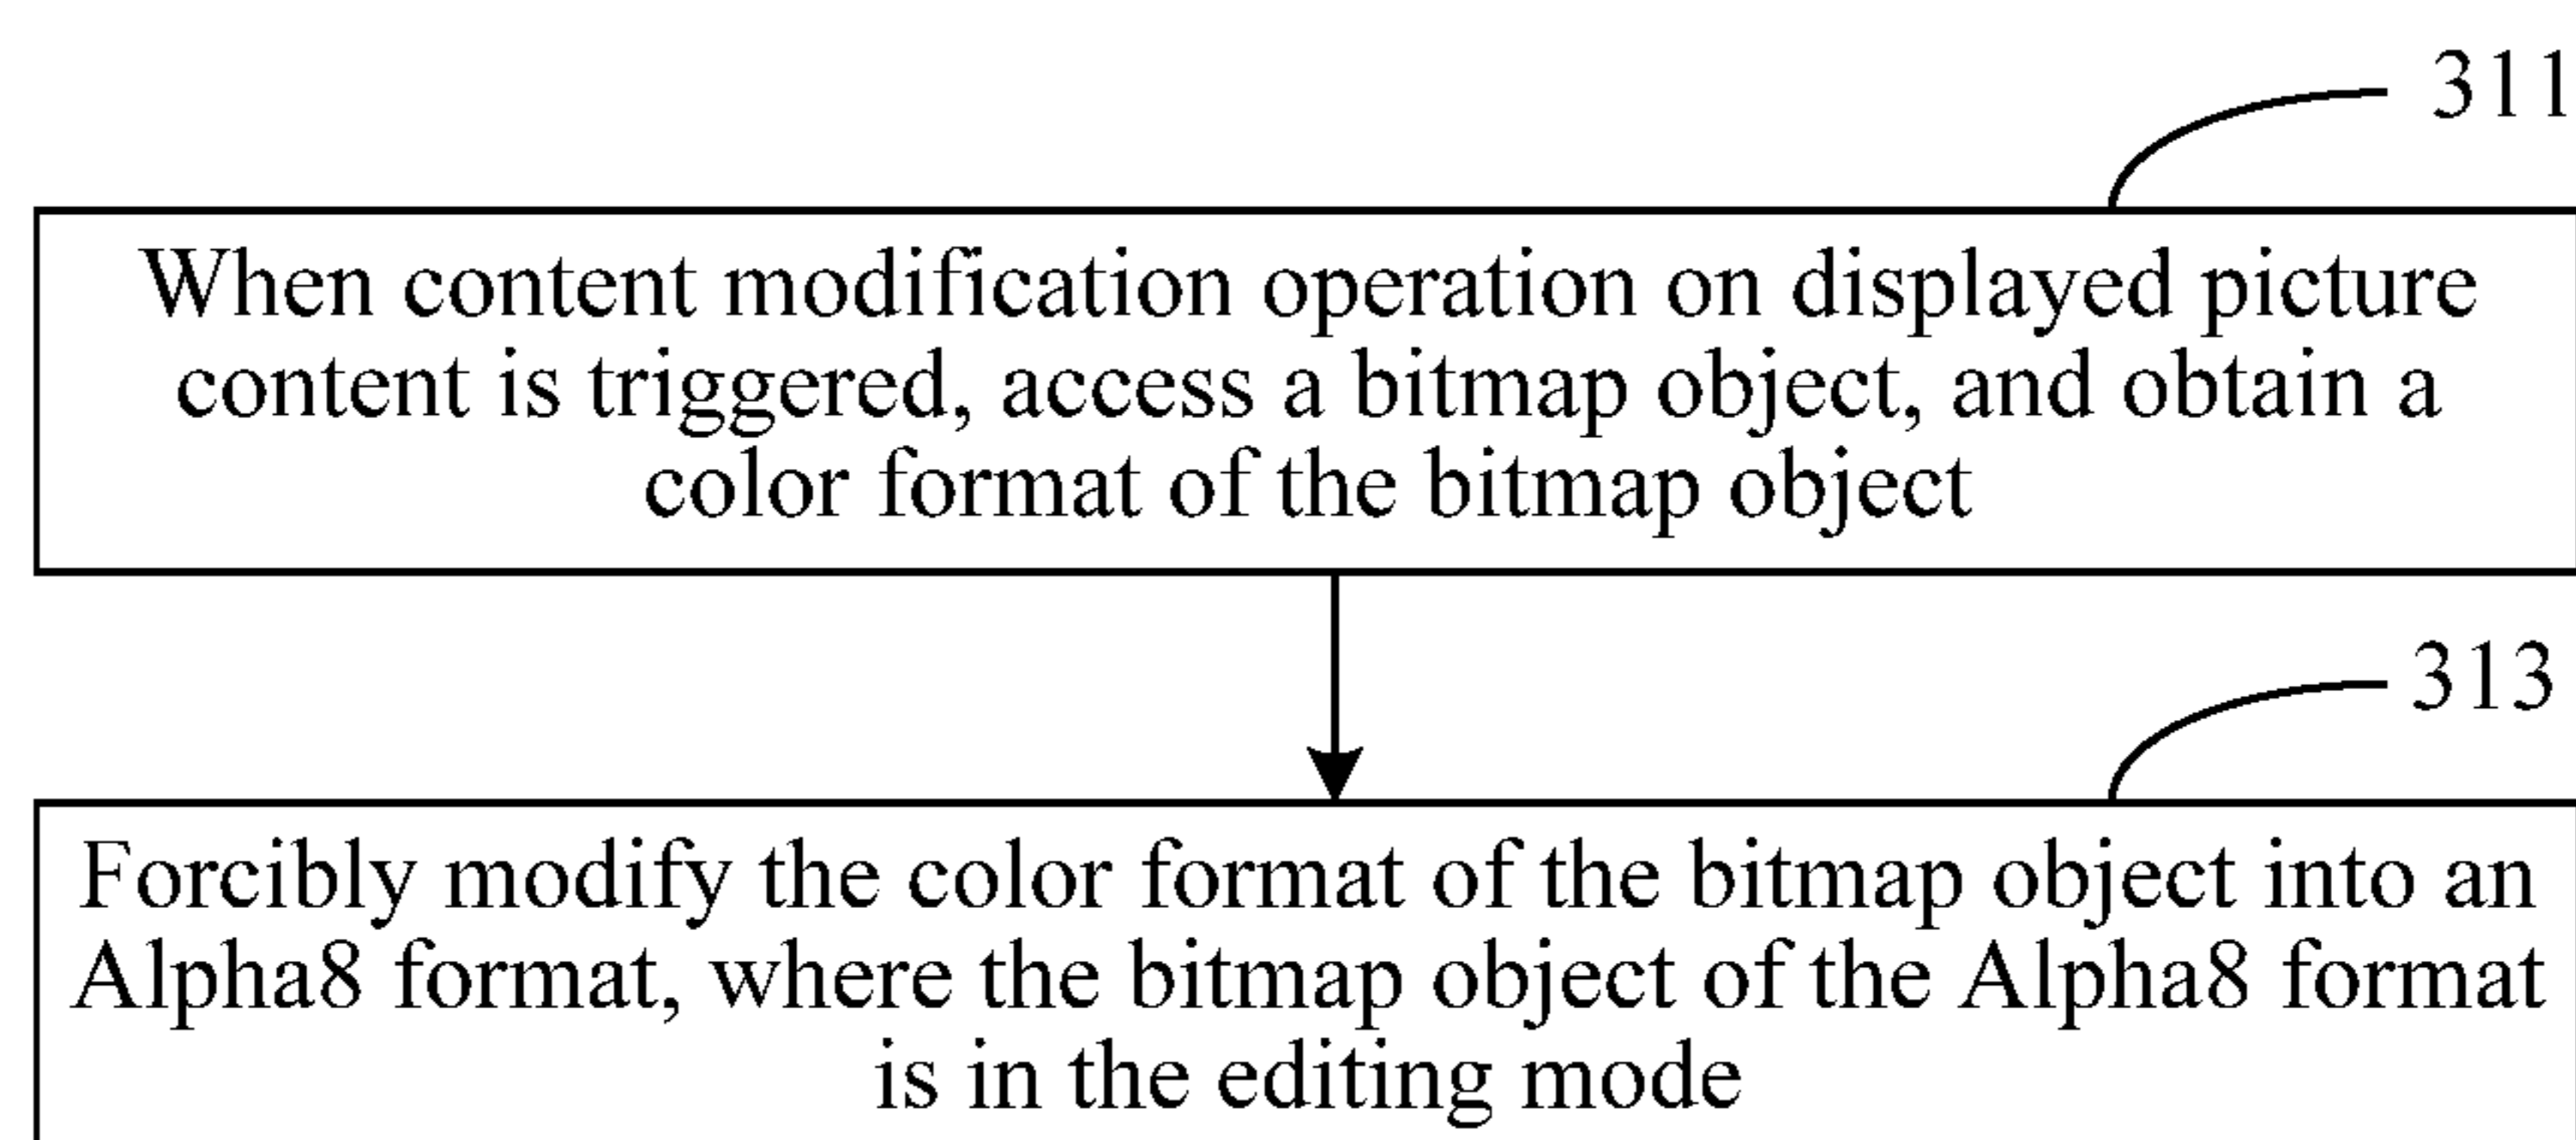 311
When content modification operation on displayed picture
content is triggered, access a bitmap object, and obtain a
color format of the bitmap object
313
Forcibly modify the color format of the bitmap object into an
Alpha8 format, where the bitmap object of the Alpha8 format
is in the editing mode